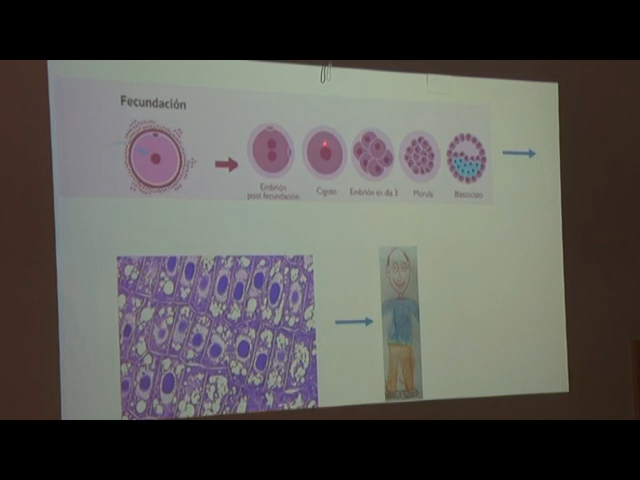 Fecundación
Embrión
post fecundación
Cigoto
Embrión en día 3
Mórula
Blastocisto